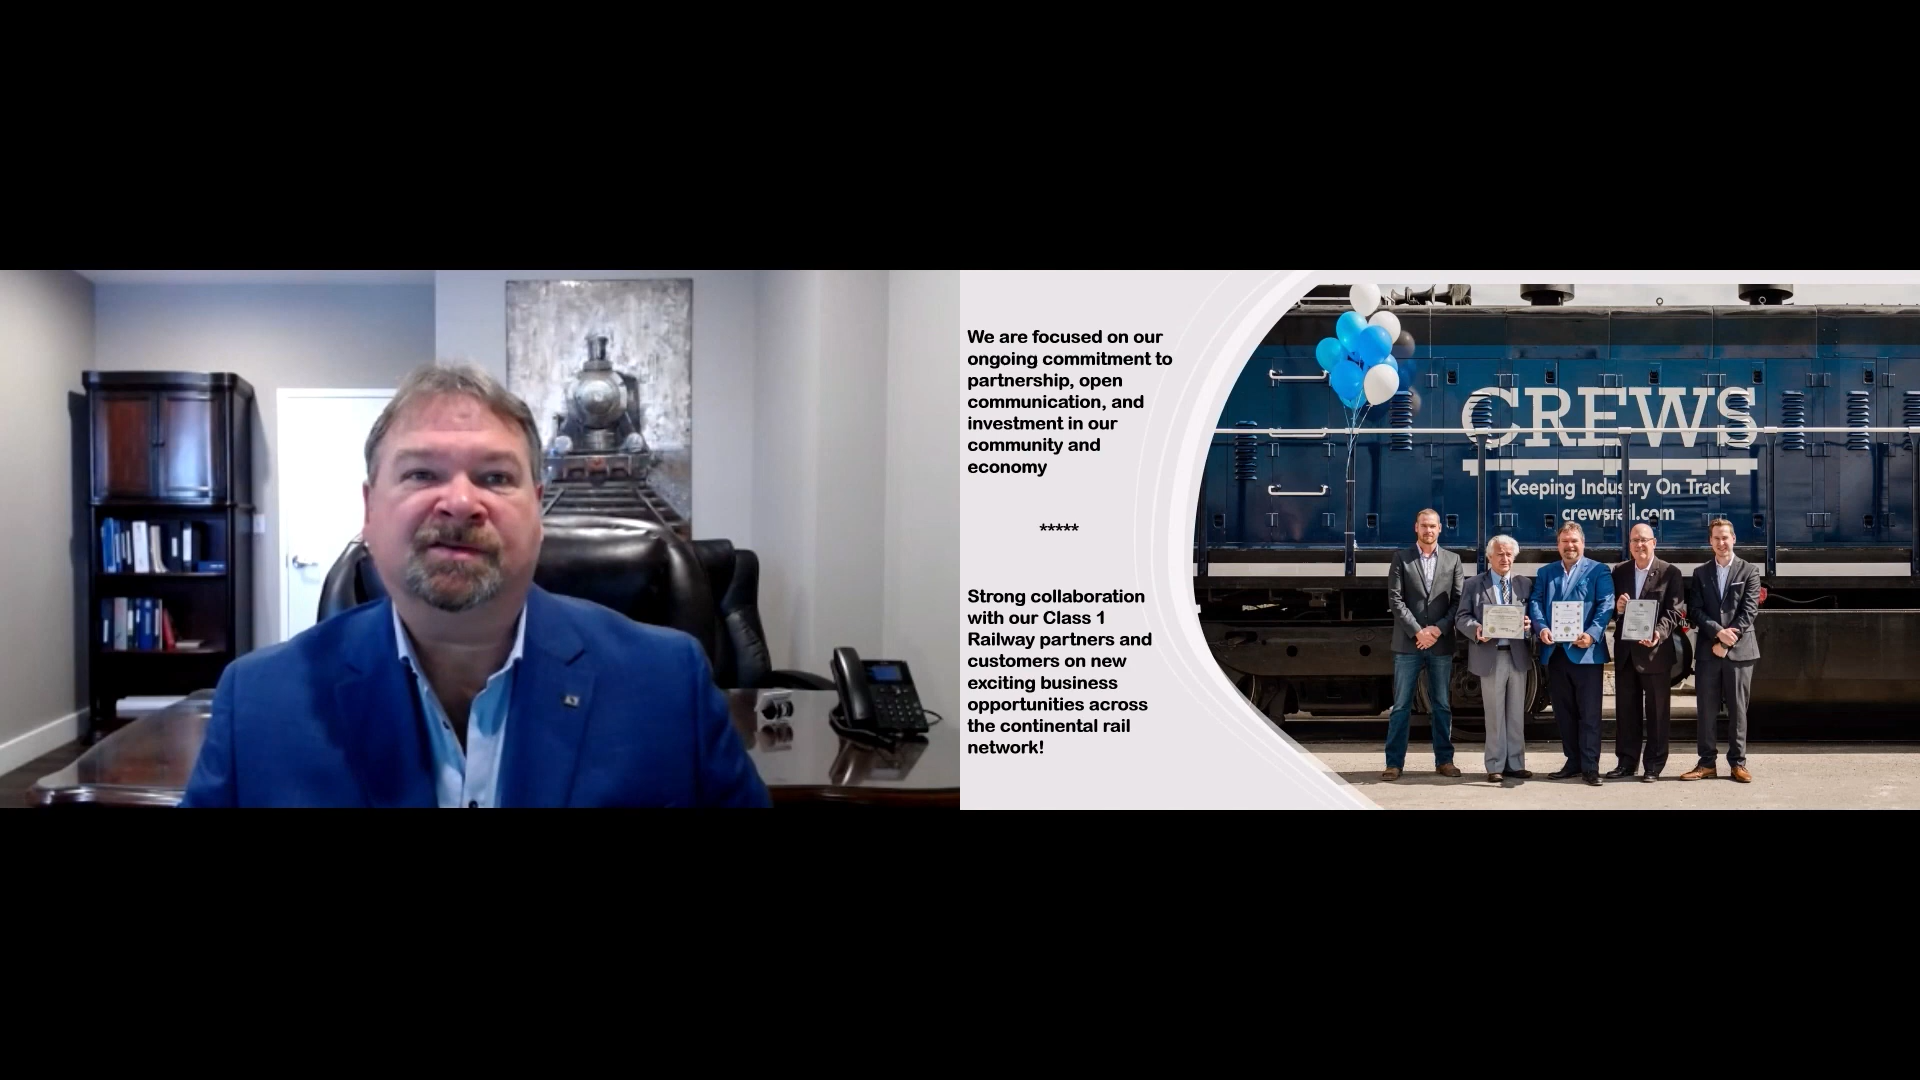 We are focused on our
ongoing commitment to
partnership, open
communication, and
investment in our
community and
economy
*****
Strong collaboration
with our Class 1
Railway partners and
customers on new
exciting business
opportunities across
the continental rail
network!
CREWS
Keeping Industry On Track
crewsrail.com